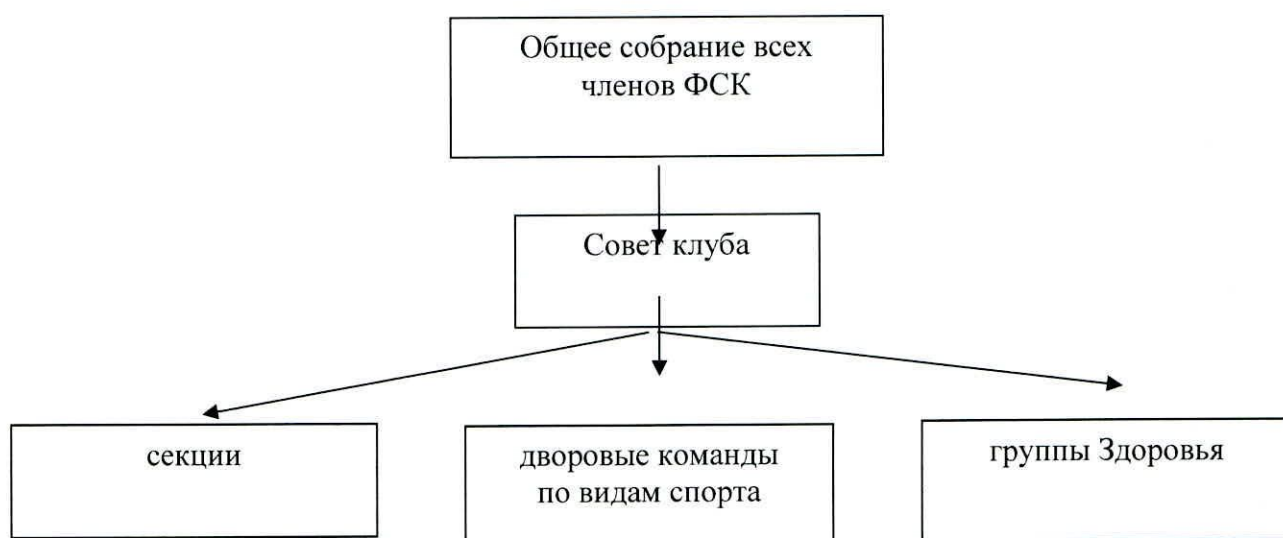 Общее собрание всех
членов ФСК
Совет клуба
секции
дворовые команды
по видам спорта
группы Здоровья